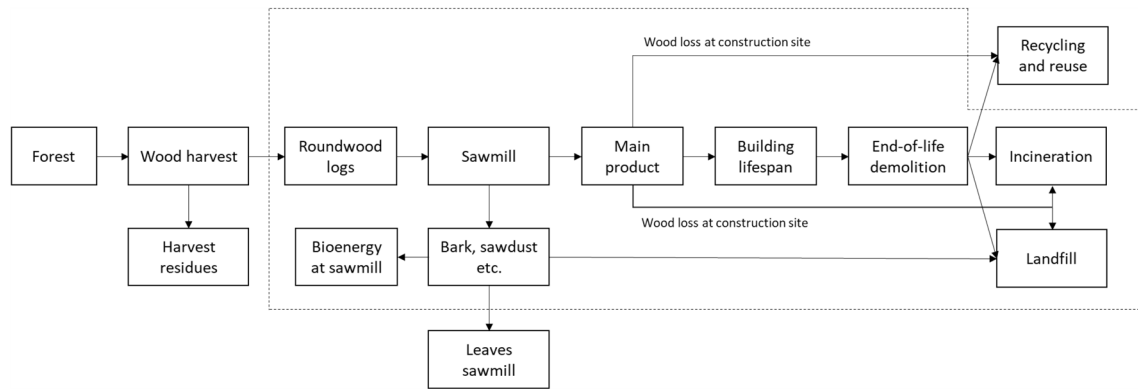 Wood loss at construction site
Recycling
and reuse
Forest
Wood harvest
Roundwood
logs
Sawmill
Main
product
Building
lifespan
End-of-life
demolition
Incineration
Wood loss at construction site
Harvest
residues
Bioenergy
at sawmill
Bark, sawdust
etc.
Landfill
Leaves
sawmill